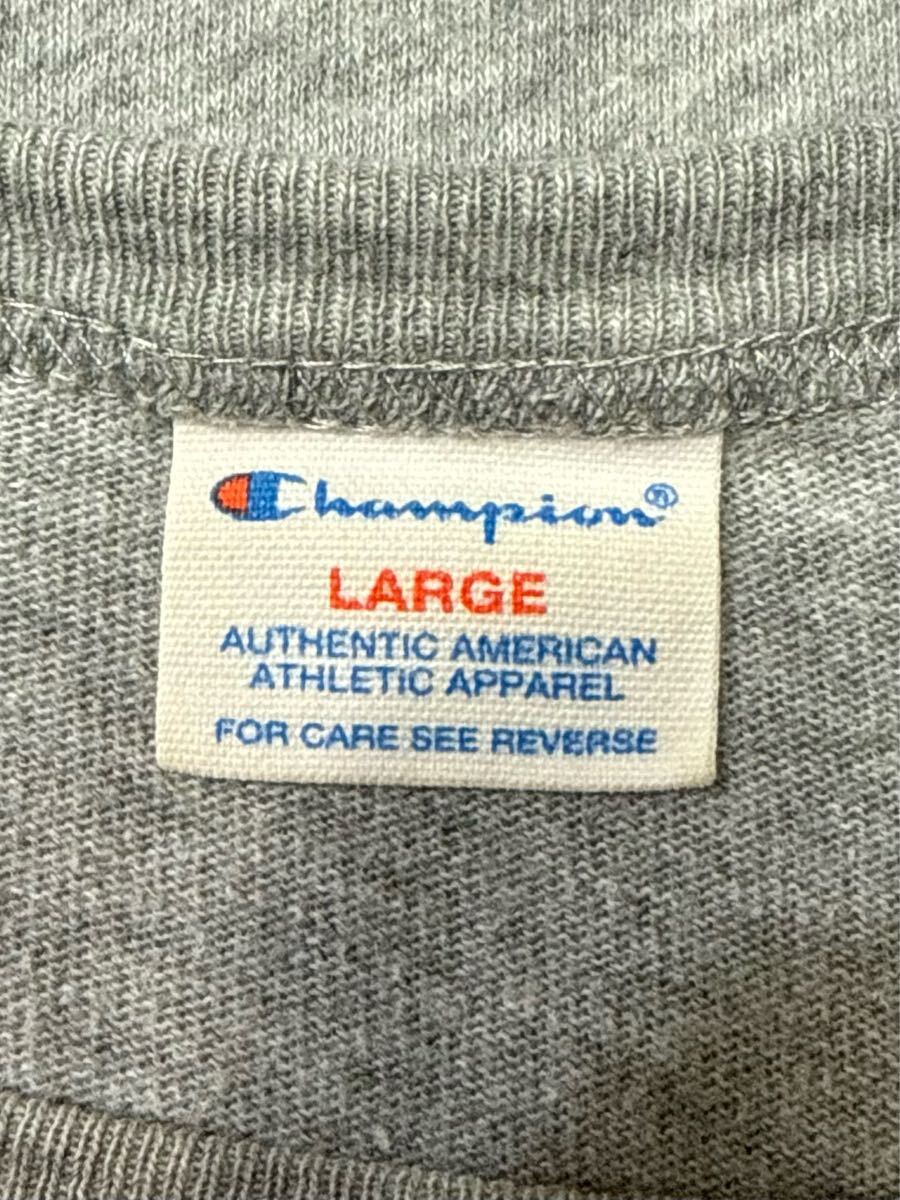 Champion®
LARGE
AUTHENTIC AMERICAN
ATHLETIC APPAREL
FOR CARE SEE REVERSE